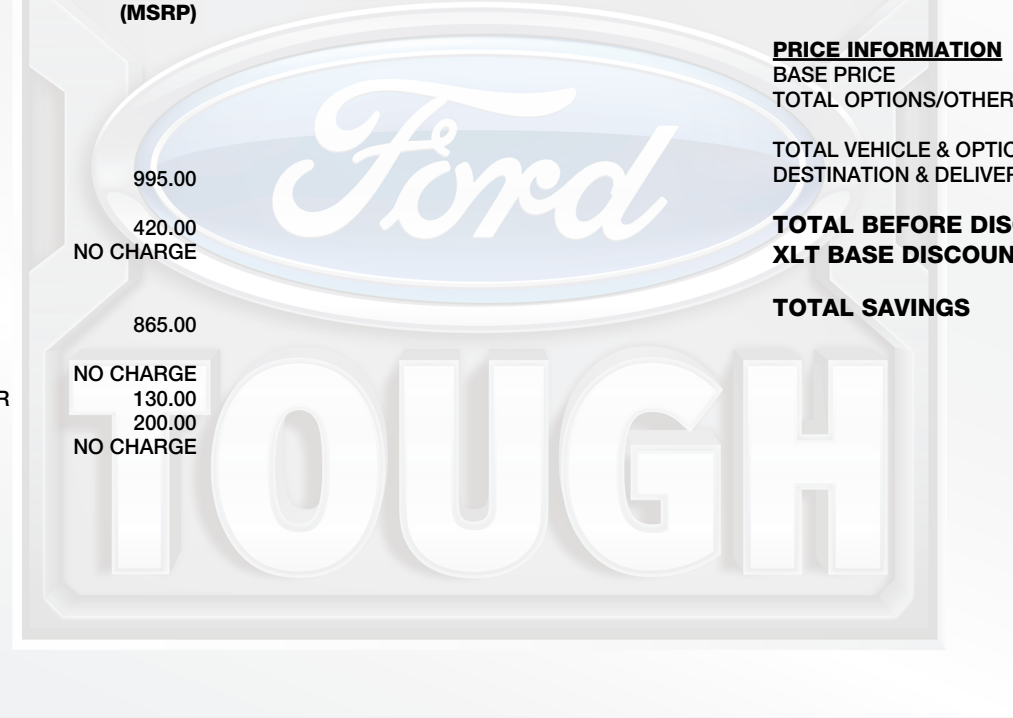 (MSRP)
995.00
420.00
NO CHARGE
865.00
NO CHARGE
R 130.00
200.00
NO CHARGE
PRICE INFORMATION
BASE PRICE
TOTAL OPTIONS/OTHER
TOTAL VEHICLE & OPTIO
DESTINATION & DELIVER
TOTAL BEFORE DIS
XLT BASE DISCOUN
TOTAL SAVINGS
Ford
TOUGH